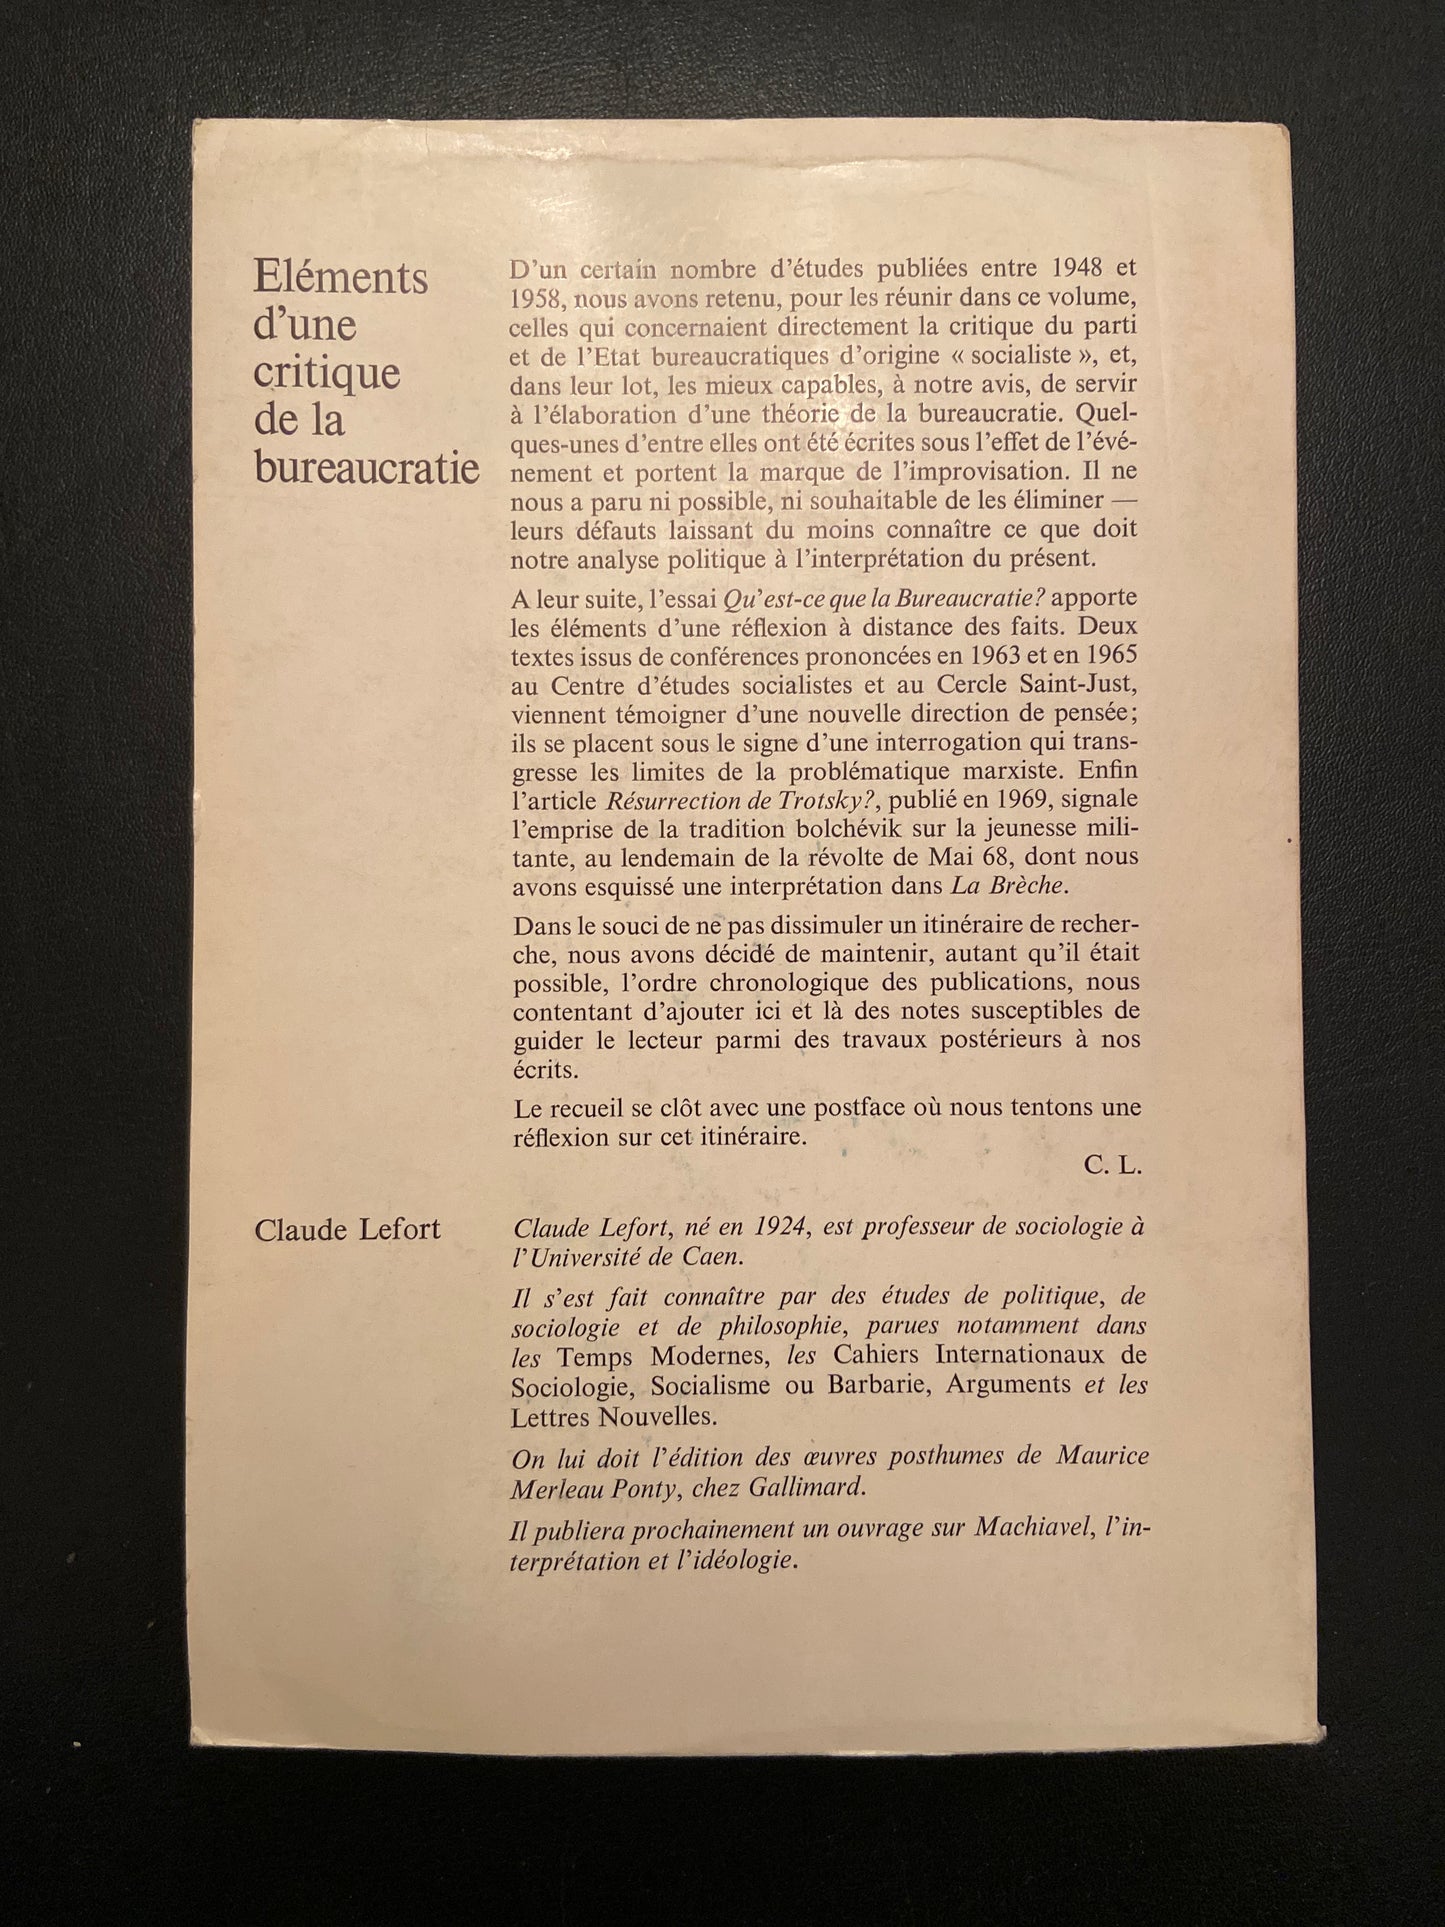 Eléments
d'une
critique
de la
bureaucratie
D'un certain nombre d'études publiées entre 1948 et
1958, nous avons retenu, pour les réunir dans ce volume,
celles qui concernaient directement la critique du parti
et de l'Etat bureaucratiques d'origine « socialiste », et,
dans leur lot, les mieux capables, à notre avis, de servir
à l'élaboration d'une théorie de la bureaucratie. Quel-
ques-unes d'entre elles ont été écrites sous l'effet de l'évé-
nement et portent la marque de l'improvisation. Il ne
nous a paru ni possible, ni souhaitable de les éliminer —
leurs défauts laissant du moins connaître ce que doit
notre analyse politique à l'interprétation du présent.
A leur suite, l'essai Qu'est-ce que la Bureaucratie? apporte
les éléments d'une réflexion à distance des faits. Deux
textes issus de conférences prononcées en 1963 et en 1965
au Centre d'études socialistes et au Cercle Saint-Just,
viennent témoigner d'une nouvelle direction de pensée;
ils se placent sous le signe d'une interrogation qui trans-
gresse les limites de la problématique marxiste. Enfin
l'article Résurrection de Trotsky?, publié en 1969, signale
l'emprise de la tradition bolchévik sur la jeunesse mili-
tante, au lendemain de la révolte de Mai 68, dont nous
avons esquissé une interprétation dans La Brèche.
Dans le souci de ne pas dissimuler un itinéraire de recher-
che, nous avons décidé de maintenir, autant qu'il était
possible, l'ordre chronologique des publications, nous
contentant d'ajouter ici et là des notes susceptibles de
guider le lecteur parmi des travaux postérieurs à nos
écrits.
Le recueil se clôt avec une postface où nous tentons une
réflexion sur cet itinéraire.
C. L.
Claude Lefort
Claude Lefort, né en 1924, est professeur de sociologie à
l'Université de Caen.
Il s'est fait connaître par des études de politique, de
sociologie et de philosophie, parues notamment dans
les Temps Modernes, les Cahiers Internationaux de
Sociologie, Socialisme ou Barbarie, Arguments et les
Lettres Nouvelles.
On lui doit l'édition des œuvres posthumes de Maurice
Merleau Ponty, chez Gallimard.
Il publiera prochainement un ouvrage sur Machiavel, l'in-
terprétation et l'idéologie.